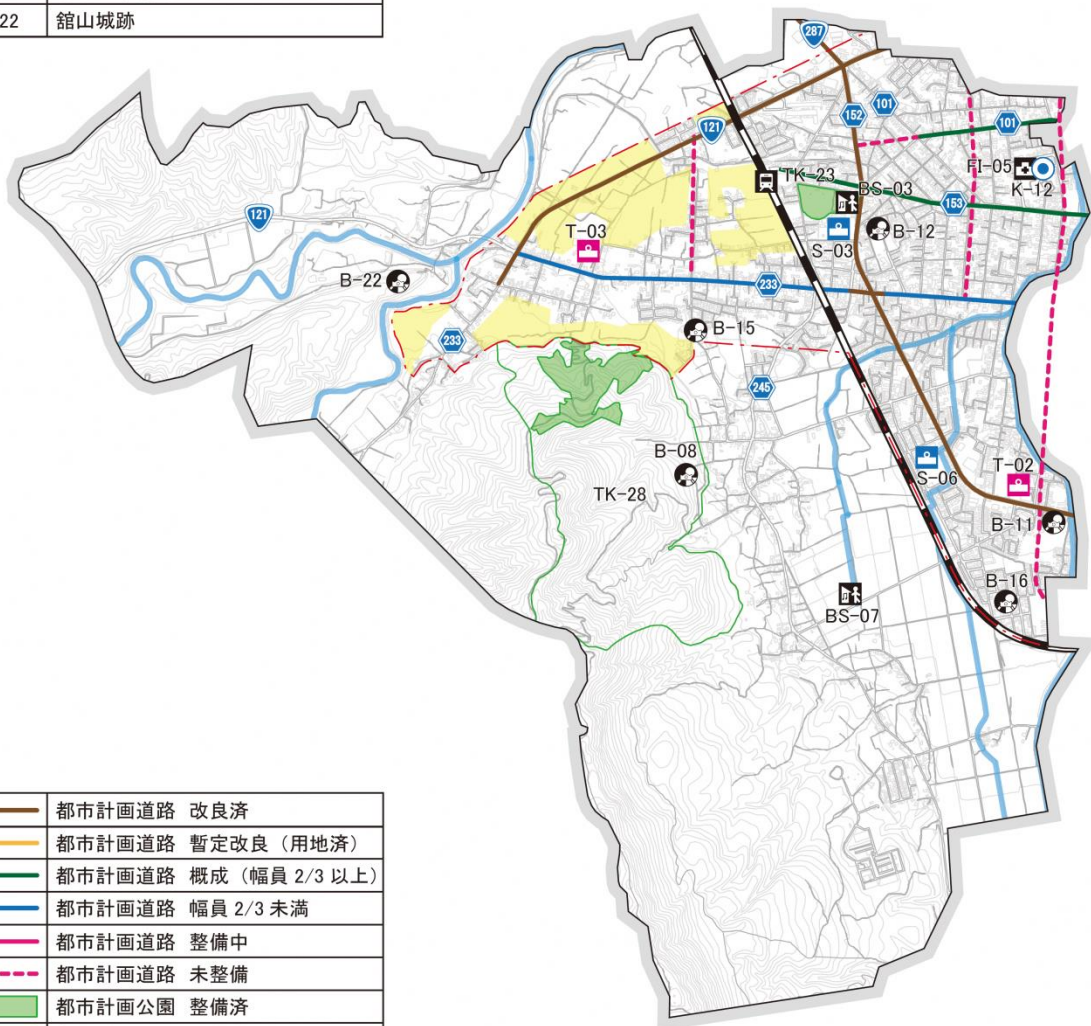 22 舘山城跡
287
152
101
101
121
FI-05
K-12
TK-23
BS-03
153
S-03
B-12
T-03
121
B-22
233
B-15
233
245
B-08
TK-28
S-06
T-02
B-11
B-16
BS-07
都市計画道路 改良済
都市計画道路 暫定改良（用地済）
都市計画道路 概成（幅員 2/3 以上）
都市計画道路 幅員 2/3 未満
都市計画道路 整備中
都市計画道路 未整備
都市計画公園 整備済